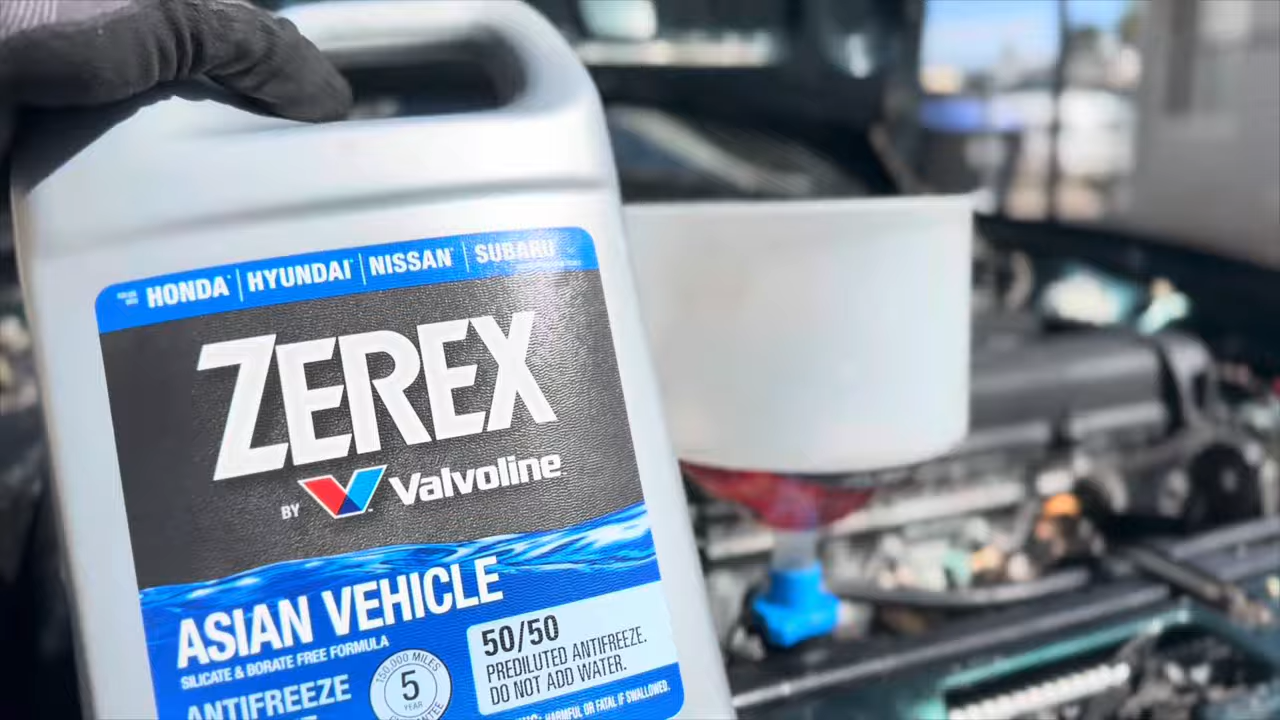 HONDA* | HYUNDAI* | NISSAN* | SUBARU
ZEREX
BY Valvoline
ASIAN VEHICLE
SILICATE & BORATE FREE FORMULA
ANTIFREEZE
150,000 MILES
5
YEAR
50/50
PREDILUTED ANTIFREEZE.
DO NOT ADD WATER.
HARMFUL OR FATAL IF SWALLOWED.